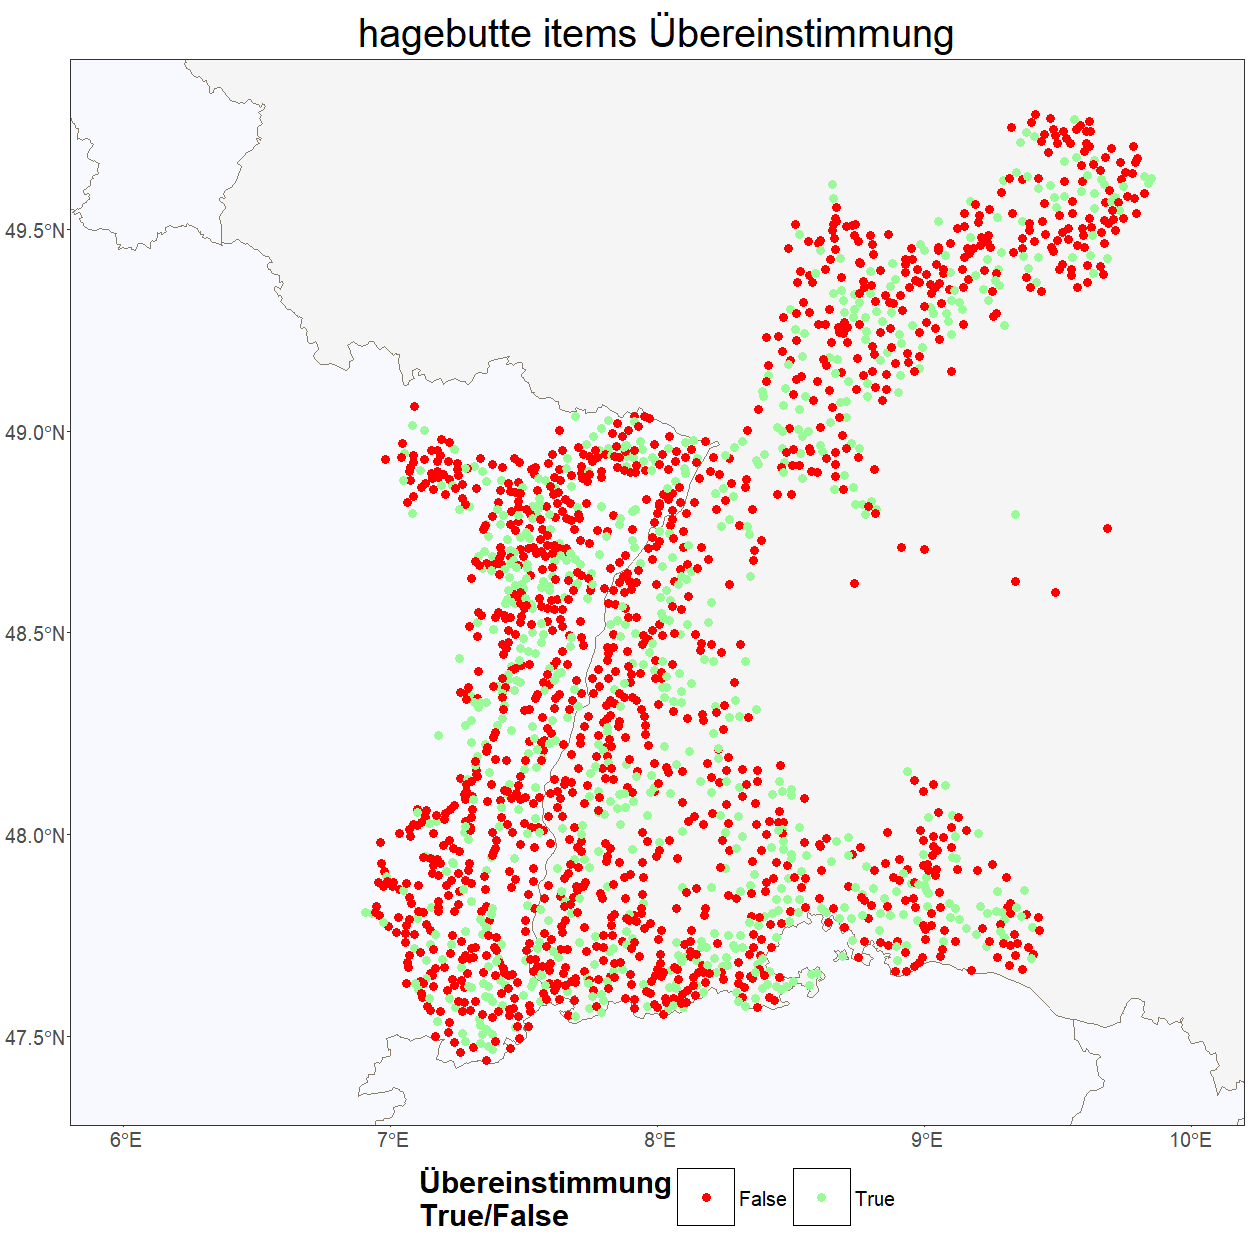 hagebutte items Übereinstimmung
49.5°N
49.0°N
48.5°N
48.0°N
47.5°N
6°E 7°E 8°E 9°E 10°E
Übereinstimmung
True/False
False True